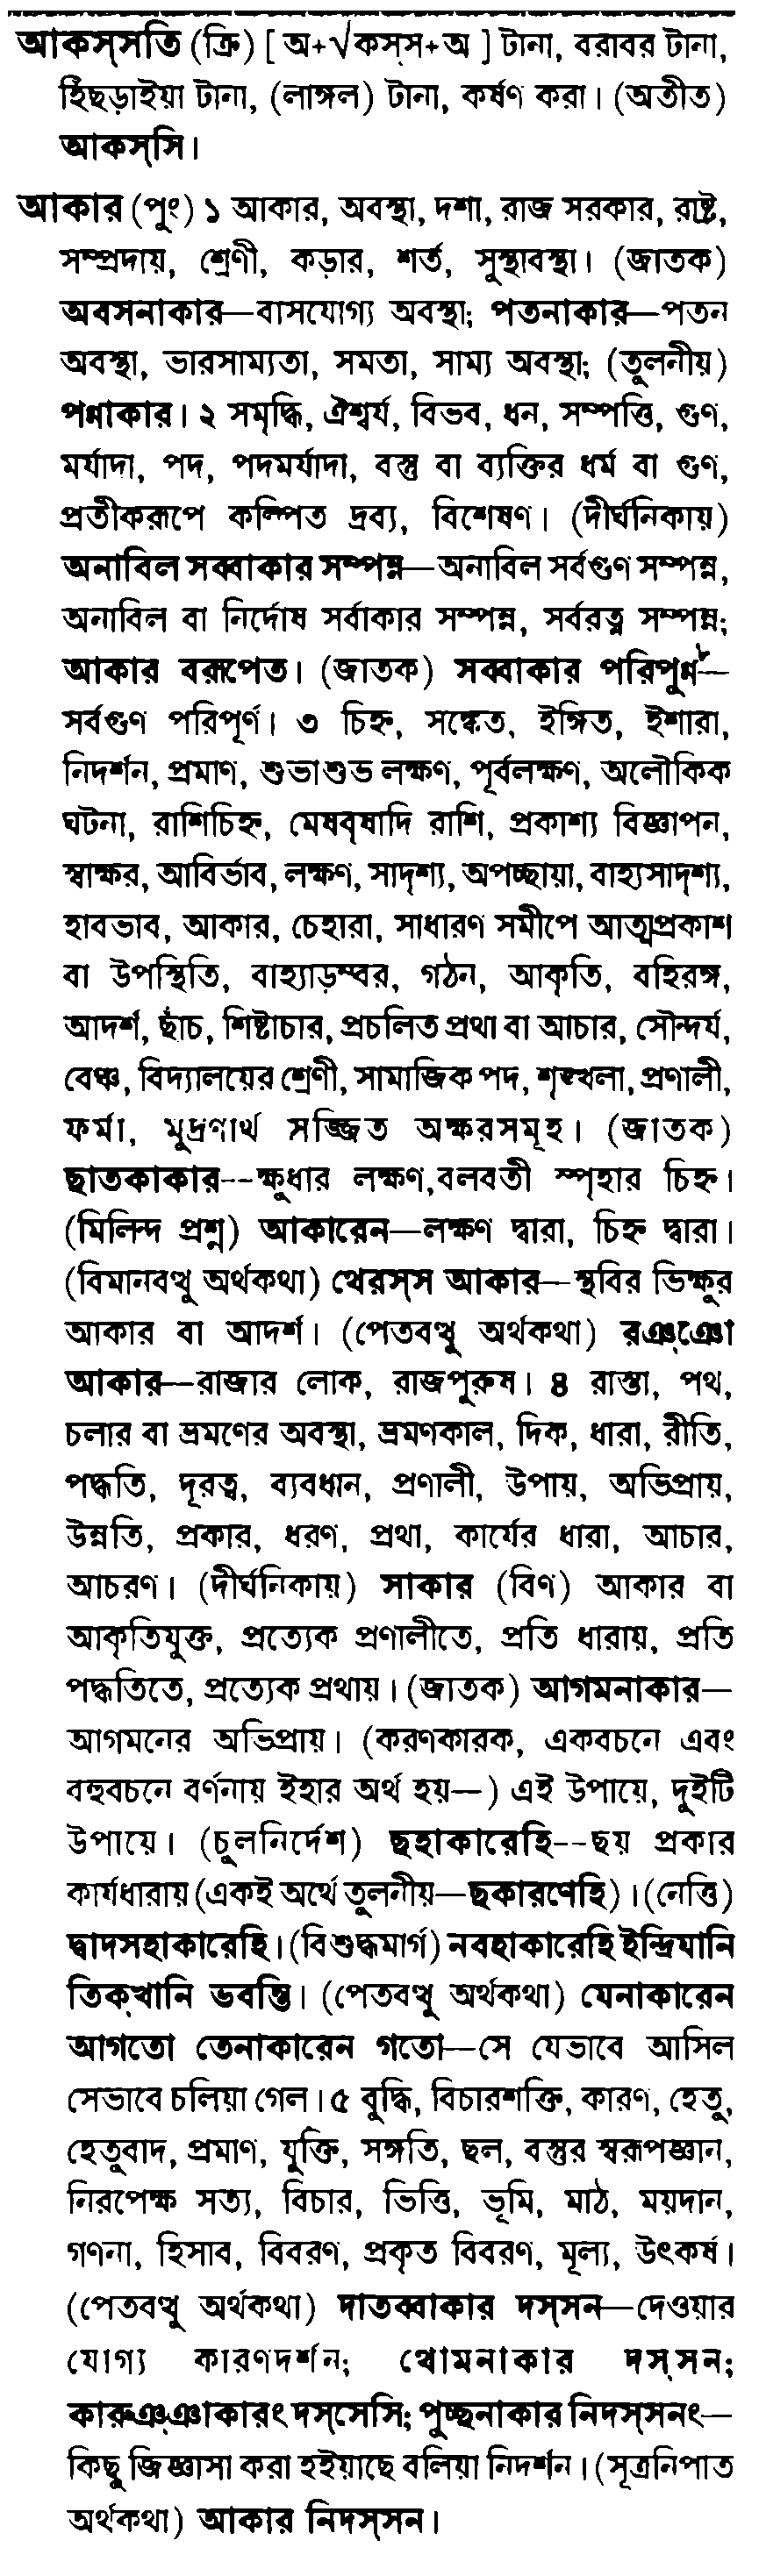 আকস্সতি (ক্রি) [ অ+√কস্স+অ ] টানা, বরাবর টানা,
হিঁছড়াইয়া টানা, (লাঙ্গল) টানা, কর্ষণ করা। (অতীত)
আকস্সি।
আকার (পুং) ১ আকার, অবস্থা, দশা, রাজ সরকার, রাষ্ট্র,
সম্প্রদায়, শ্রেণী, কড়ার, শর্ত, সুস্থাবস্থা। (জাতক)
অবসনাকার—বাসযোগ্য অবস্থা; পতনাকার—পতন
অবস্থা, ভারসাম্যতা, সমতা, সাম্য অবস্থা; (তুলনীয়)
পণ্ণাকার। ২ সমৃদ্ধি, ঐশ্বর্য, বিভব, ধন, সম্পত্তি, গুণ,
মর্যাদা, পদ, পদমর্যাদা, বস্তু বা ব্যক্তির ধর্ম বা গুণ,
প্রতীকরূপে কল্পিত দ্রব্য, বিশেষণ। (দীর্ঘনিকায়)
অনাবিল সব্বাকার সম্পন্ন—অনাবিল সর্বগুণ সম্পন্ন,
অনাবিল বা নির্দোষ সর্বাকার সম্পন্ন, সর্বরত্ন সম্পন্ন;
আকার বরূপেত। (জাতক) সব্বাকার পরিপুণ্ণ—
সর্বগুণ পরিপূর্ণ। ৩ চিহ্ন, সঙ্কেত, ইঙ্গিত, ইশারা,
নিদর্শন, প্রমাণ, শুভাশুভ লক্ষণ, পূর্বলক্ষণ, অলৌকিক
ঘটনা, রাশিচিহ্ন, মেষবৃষাদি রাশি, প্রকাশ্য বিজ্ঞাপন,
স্বাক্ষর, আবির্ভাব, লক্ষণ, সাদৃশ্য, অপচ্ছায়া, বাহ্যসাদৃশ্য,
হাবভাব, আকার, চেহারা, সাধারণ সমীপে আত্মপ্রকাশ
বা উপস্থিতি, বাহ্যাড়ম্বর, গঠন, আকৃতি, বহিরঙ্গ,
আদর্শ, ছাঁচ, শিষ্টাচার, প্রচলিত প্রথা বা আচার, সৌন্দর্য,
বেঞ্চ, বিদ্যালয়ের শ্রেণী, সামাজিক পদ, শৃঙ্খলা, প্রণালী,
ফর্মা, মুদ্রণার্থ সজ্জিত অক্ষরসমূহ। (জাতক)
ছাতকাকার--ক্ষুধার লক্ষণ,বলবতী স্পৃহার চিহ্ন।
(মিলিন্দ প্রশ্ন) আকারেন—লক্ষণ দ্বারা, চিহ্ন দ্বারা।
(বিমানবত্থু অর্থকথা) থেরস্স আকার—স্থবির ভিক্ষুর
আকার বা আদর্শ। (পেতবত্থু অর্থকথা) রঞ্ঞো
আকার—রাজার লোক, রাজপুরুষ। ৪ রাস্তা, পথ,
চলার বা ভ্রমণের অবস্থা, ভ্রমণকাল, দিক, ধারা, রীতি,
পদ্ধতি, দূরত্ব, ব্যবধান, প্রণালী, উপায়, অভিপ্রায়,
উন্নতি, প্রকার, ধরণ, প্রথা, কার্যের ধারা, আচার,
আচরণ। (দীর্ঘনিকায়) সাকার (বিণ) আকার বা
আকৃতিযুক্ত, প্রত্যেক প্রণালীতে, প্রতি ধারায়, প্রতি
পদ্ধতিতে, প্রত্যেক প্রথায়। (জাতক) আগমনাকার—
আগমনের অভিপ্রায়। (করণকারক, একবচনে এবং
বহুবচনে বর্ণনায় ইহার অর্থ হয়—) এই উপায়ে, দুইটি
উপায়ে। (চুলনির্দেশ) ছহাকারেহি--ছয় প্রকার
কার্যধারায় (একই অর্থে তুলনীয়—ছকারণেহি)। (নেত্তি)
দ্বাদসহাকারেহি। (বিশুদ্ধমার্গ) নবহাকারেহি ইন্দ্রিমানি
তিক্খানি ভবন্তি। (পেতবত্থু অর্থকথা) যেনাকারেন
আগতো তেনাকারেন গতো—সে যেভাবে আসিল
সেভাবে চলিয়া গেল। ৫ বুদ্ধি, বিচারশক্তি, কারণ, হেতু,
হেতুবাদ, প্রমাণ, যুক্তি, সঙ্গতি, ছল, বস্তুর স্বরূপজ্ঞান,
নিরপেক্ষ সত্য, বিচার, ভিত্তি, ভূমি, মাঠ, ময়দান,
গণনা, হিসাব, বিবরণ, প্রকৃত বিবরণ, মূল্য, উৎকর্ষ।
(পেতবত্থু অর্থকথা) দাতব্বাকার দস্সন—দেওয়ার
যোগ্য কারণদর্শন; থোমনাকার দস্সন;
কারুঞ্ঞাকারং দস্সেসি; পুচ্ছনাকার নিদস্সনং—
কিছু জিজ্ঞাসা করা হইয়াছে বলিয়া নিদর্শন। (সূত্রনিপাত
অর্থকথা) আকার নিদস্সন।